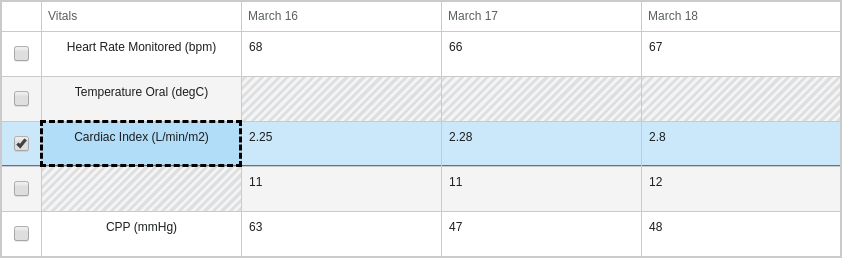 Vitals March 16 March 17 March 18
Heart Rate Monitored (bpm) 68 66 67
Temperature Oral (degC)
Cardiac Index (L/min/m2) 2.25 2.28 2.8
11 11 12
CPP (mmHg) 63 47 48